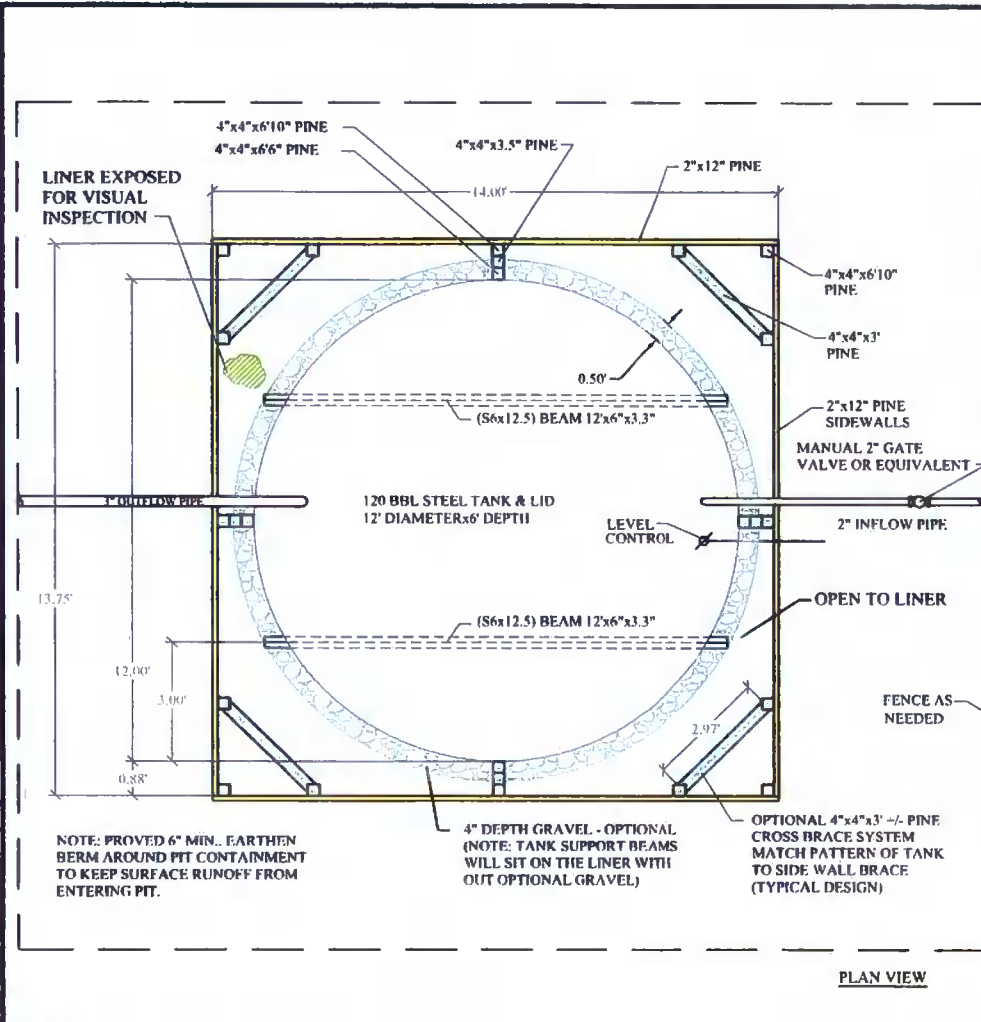 4"x4"x6'10" PINE
4"x4"x6'6" PINE
4"x4"x3.5" PINE
2"x12" PINE
LINER EXPOSED
FOR VISUAL
INSPECTION
14.00'
4"x4"x6'10"
PINE
4"x4"x3'
PINE
0.50'
(S6x12.5) BEAM 12'x6"x3.3"
2"x12" PINE
SIDEWALLS
MANUAL 2" GATE
VALVE OR EQUIVALENT
3" OUTFLOW PIPE
120 BBL STEEL TANK & LID
12' DIAMETERx6' DEPTH
LEVEL
CONTROL
2" INFLOW PIPE
13.75'
OPEN TO LINER
(S6x12.5) BEAM 12'x6"x3.3"
12.00'
3.00'
2.97'
FENCE AS
NEEDED
0.88'
NOTE: PROVED 6" MIN.. EARTHEN
BERM AROUND PIT CONTAINMENT
TO KEEP SURFACE RUNOFF FROM
ENTERING PIT.
4" DEPTH GRAVEL - OPTIONAL
(NOTE: TANK SUPPORT BEAMS
WILL SIT ON THE LINER WITH
OUT OPTIONAL GRAVEL)
OPTIONAL 4"x4"x3' +/- PINE
CROSS BRACE SYSTEM
MATCH PATTERN OF TANK
TO SIDE WALL BRACE
(TYPICAL DESIGN)
PLAN VIEW